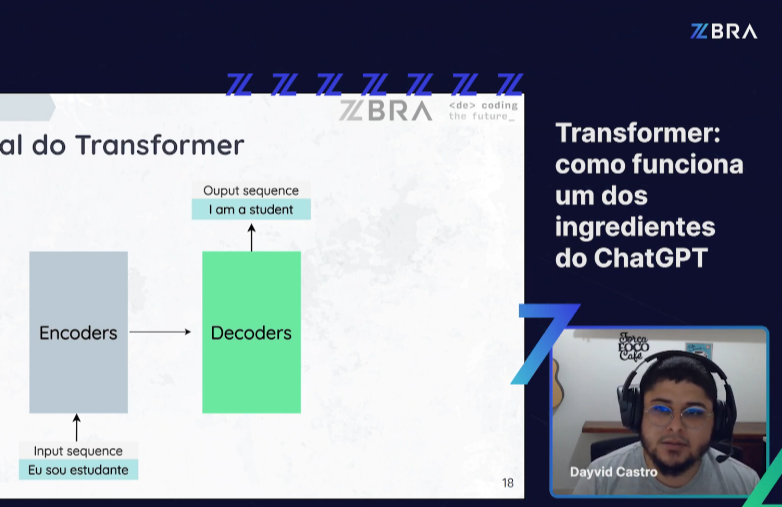 ZBRA
ZBRA
<de> coding
the future_
al do Transformer
Ouput sequence
I am a student
Encoders
Decoders
Input sequence
Eu sou estudante
18
Transformer:
como funciona
um dos
ingredientes
do ChatGPT
Força
FOCO
Café
Dayvid Castro